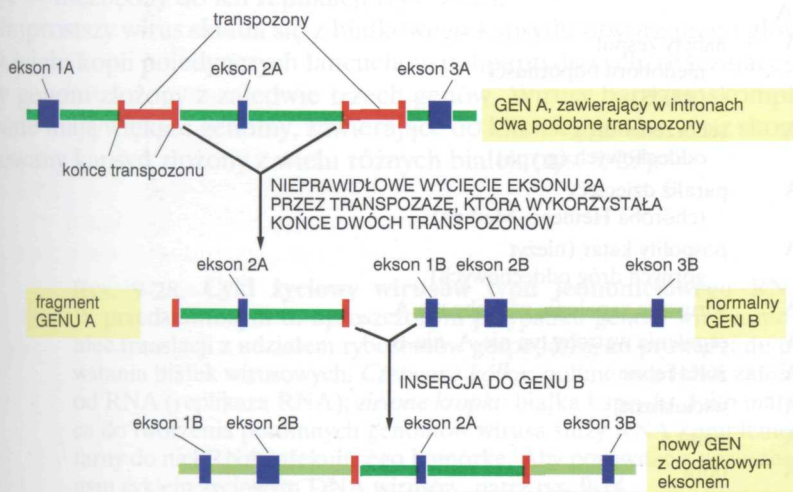 transpozony
ekson 1A
ekson 2A
ekson 3A
GEN A, zawierający w intronach
dwa podobne transpozony
końce transpozonu
NIEPRAWIDŁOWE WYCIĘCIE EKSONU 2A
PRZEZ TRANSPOZAZĘ, KTÓRA WYKORZYSTAŁA
KOŃCE DWÓCH TRANSPOZONÓW
ekson 2A
ekson 1B
ekson 2B
ekson 3B
fragment
GENU A
normalny
GEN B
INSERCJA DO GENU B
ekson 1B
ekson 2B
ekson 2A
ekson 3B
nowy GEN
z dodatkowym
eksonem